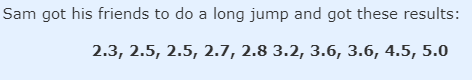 Sam got his friends to do a long jump and got these results:
2.3, 2.5, 2.5, 2.7, 2.8 3.2, 3.6, 3.6, 4.5, 5.0